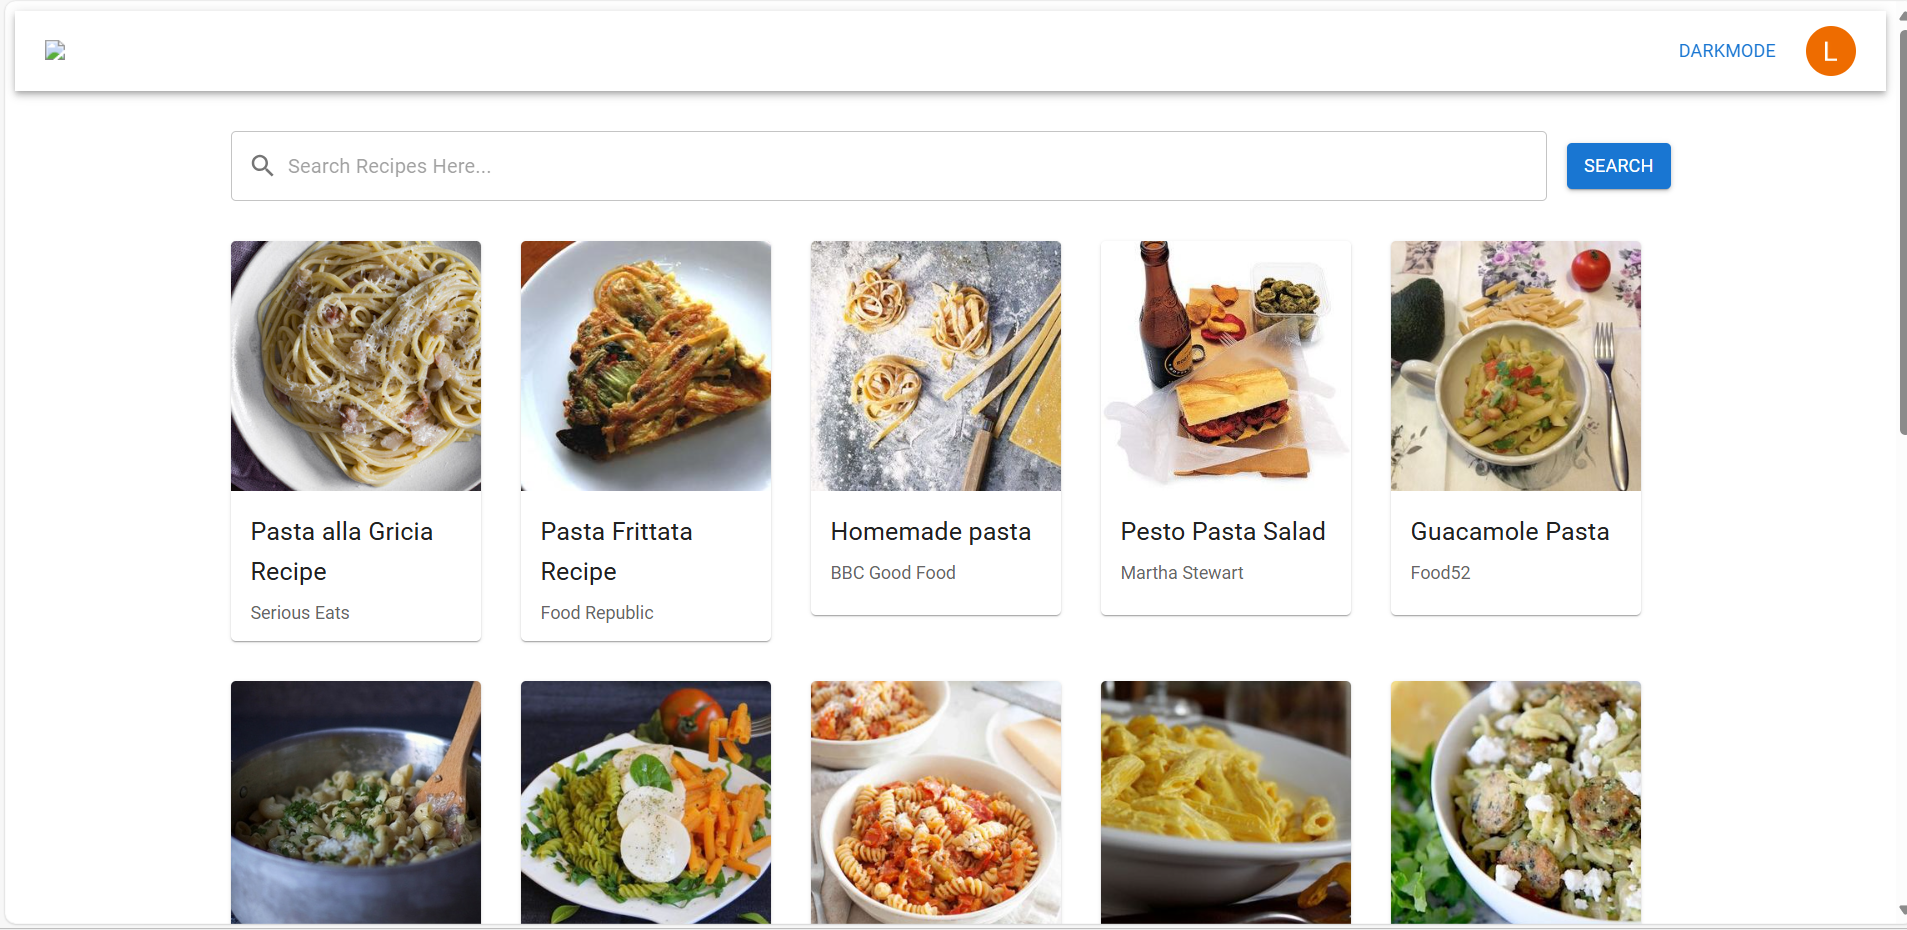 DARKMODE
L
Search Recipes Here...
SEARCH
Pasta alla Gricia
Recipe
Serious Eats
Pasta Frittata
Recipe
Food Republic
Homemade pasta
BBC Good Food
Pesto Pasta Salad
Martha Stewart
Guacamole Pasta
Food52